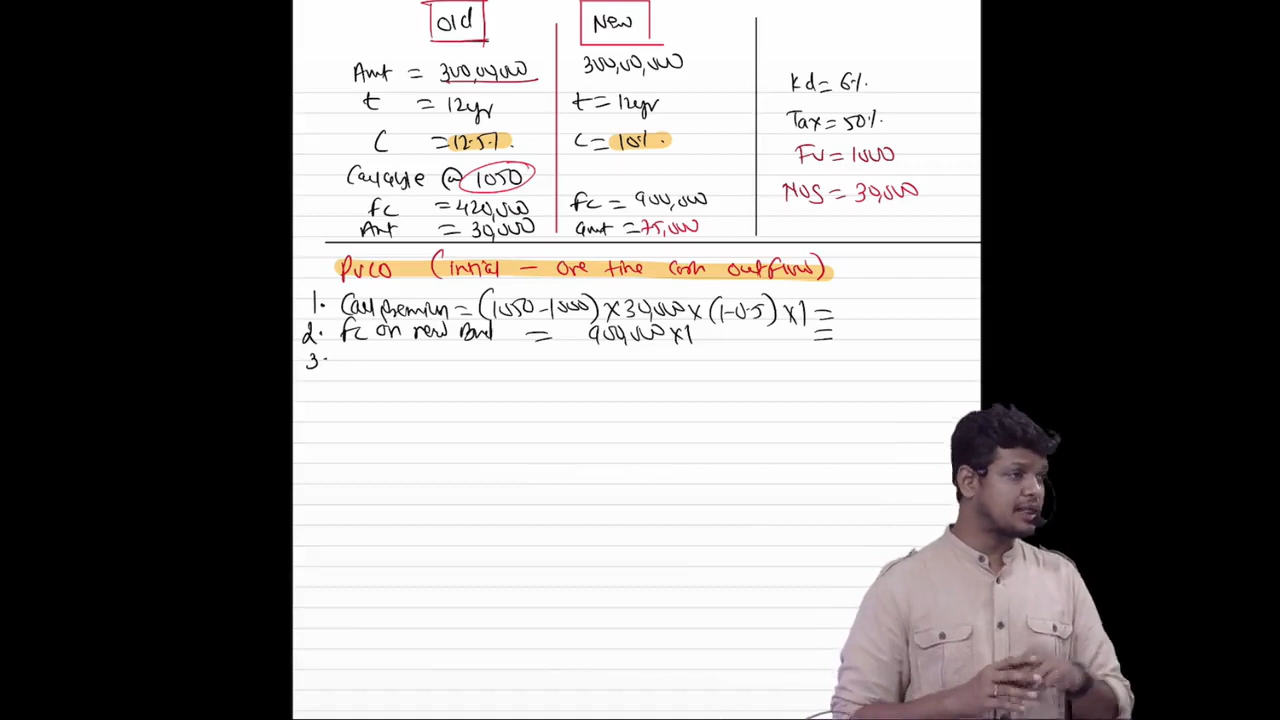 Old
Amt = 300,00,000
t = 12yr
C = 12.5%.
Callable @ 1050
fc = 420,000
Amt = 30,000
New
300,00,000
t = 12yr
C = 10%.
fc = 900,000
amt = 75,000
Kd = 6%.
Tax = 50%.
FV = 1000
NOS = 30,000
PVCO (Initial - One time cash outflow)
1. Call premium = (1050-1000) x 30,000 x (1-0.5) x 1 =
2. fc on new Bond = 900,000 x 1 =
3.